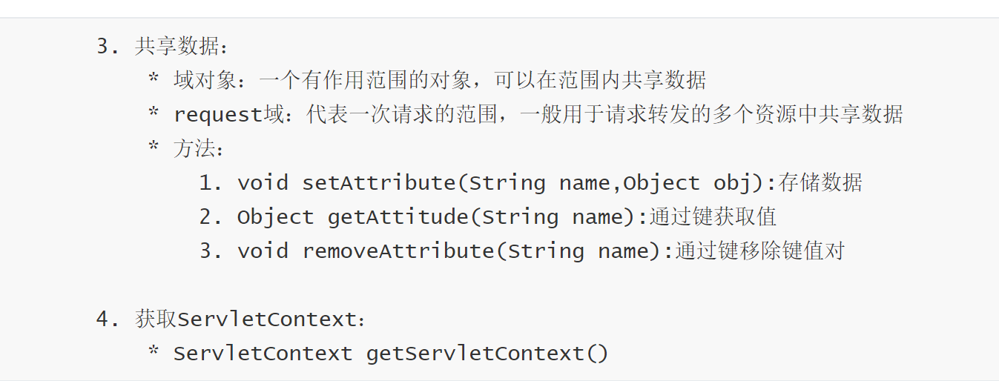 3. 共享数据：
* 域对象：一个有作用范围的对象，可以在范围内共享数据
* request域：代表一次请求的范围，一般用于请求转发的多个资源中共享数据
* 方法：
1. void setAttribute(String name,Object obj):存储数据
2. Object getAttitude(String name):通过键获取值
3. void removeAttribute(String name):通过键移除键值对
4. 获取ServletContext：
* ServletContext getServletContext()